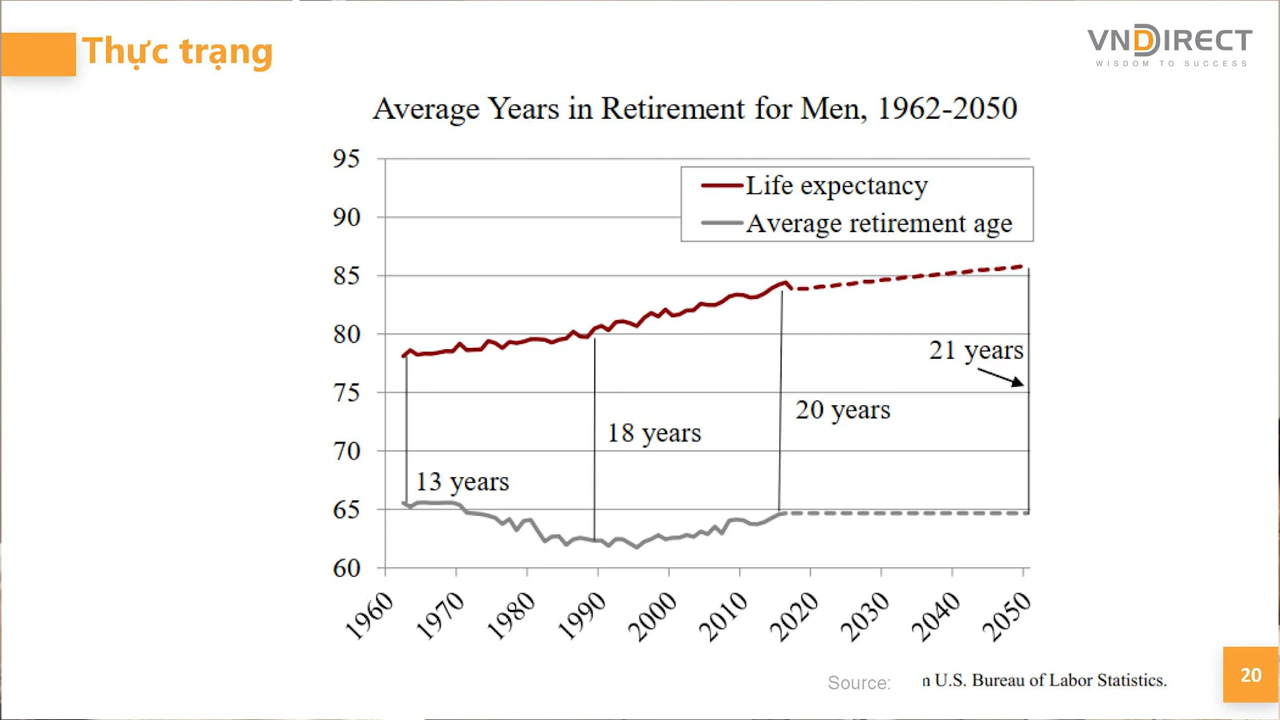 Thực trạng
VNDIRECT
WISDOM TO SUCCESS
Average Years in Retirement for Men, 1962-2050
95
90
85
80
75
70
65
60
Life expectancy
Average retirement age
13 years
18 years
20 years
21 years
1960
1970
1980
1990
2000
2010
2020
2030
2040
2050
Source: U.S. Bureau of Labor Statistics.
20